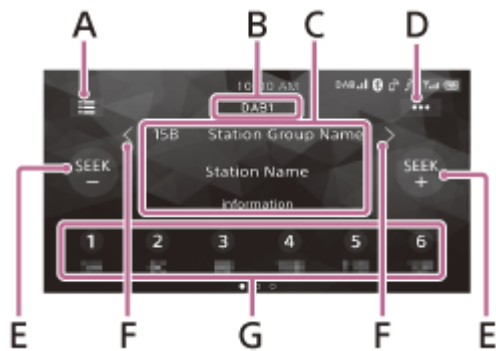 A B C D
10:00 AM DAB
DAB1
15B Station Group Name
SEEK
−
Station Name
SEEK
+
information
1 2 3 4 5 6
E F G F E